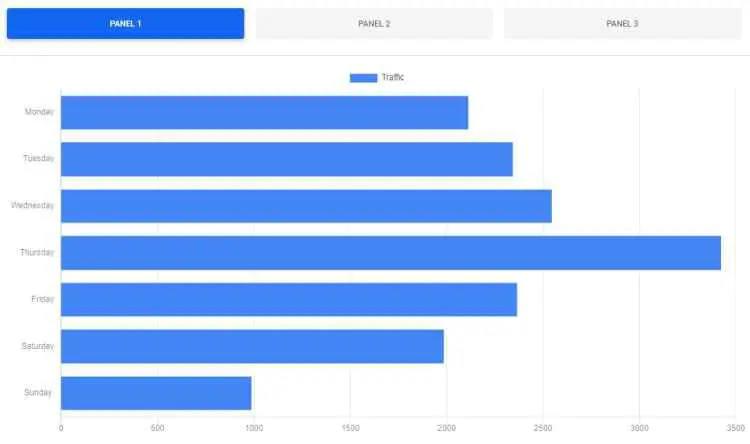 PANEL 1 PANEL 2 PANEL 3
Traffic
Monday
Tuesday
Wednesday
Thursday
Friday
Saturday
Sunday
0 500 1000 1500 2000 2500 3000 3500